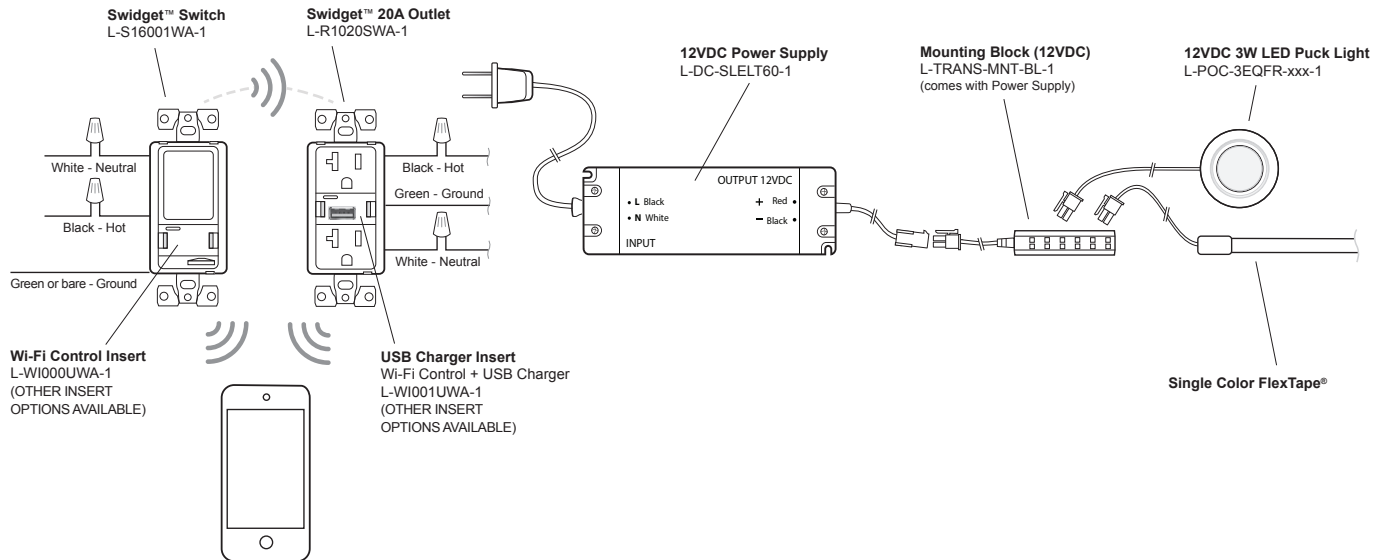 Swidget™ Switch
L-S16001WA-1
Swidget™ 20A Outlet
L-R1020SWA-1
12VDC Power Supply
L-DC-SLELT60-1
Mounting Block (12VDC)
L-TRANS-MNT-BL-1
(comes with Power Supply)
12VDC 3W LED Puck Light
L-POC-3EQFR-xxx-1
White - Neutral
Black - Hot
Green or bare - Ground
Black - Hot
Green - Ground
White - Neutral
OUTPUT 12VDC
• L Black
• N White
INPUT
+ Red •
− Black •
Wi-Fi Control Insert
L-WI000UWA-1
(OTHER INSERT
OPTIONS AVAILABLE)
USB Charger Insert
Wi-Fi Control + USB Charger
L-WI001UWA-1
(OTHER INSERT
OPTIONS AVAILABLE)
Single Color FlexTape®